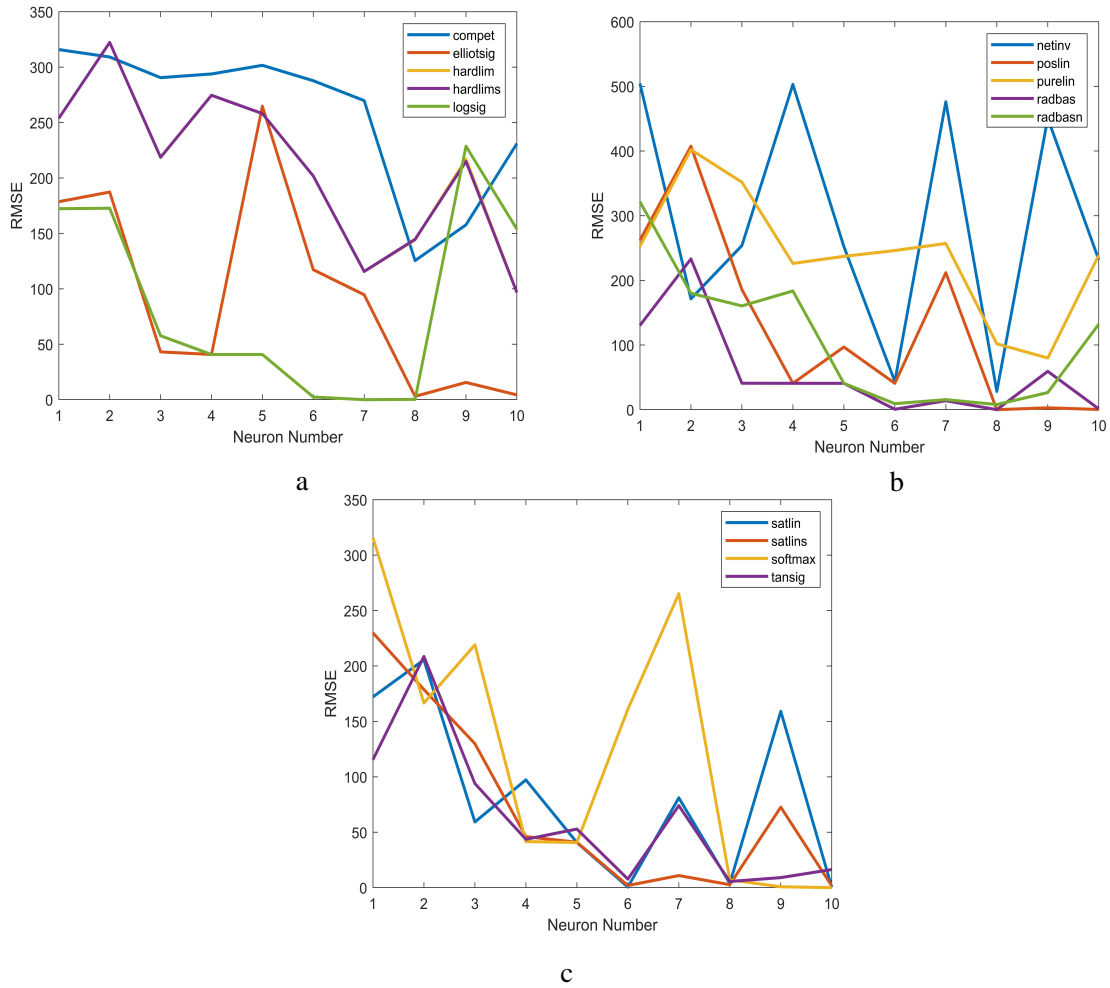 350
300
250
200
150
100
50
0
RMSE
compet
elliotsig
hardlim
hardlims
logsig
1 2 3 4 5 6 7 8 9 10
Neuron Number
a
600
500
400
300
200
100
0
RMSE
netinv
poslin
purelin
radbas
radbasn
1 2 3 4 5 6 7 8 9 10
Neuron Number
b
350
300
250
200
150
100
50
0
RMSE
satlin
satlins
softmax
tansig
1 2 3 4 5 6 7 8 9 10
Neuron Number
c